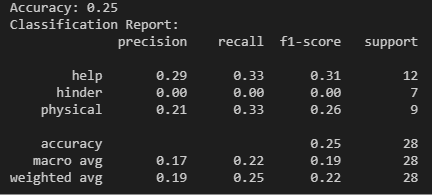 Accuracy: 0.25
Classification Report:
precision recall f1-score support
help 0.29 0.33 0.31 12
hinder 0.00 0.00 0.00 7
physical 0.21 0.33 0.26 9
accuracy 0.25 28
macro avg 0.17 0.22 0.19 28
weighted avg 0.19 0.25 0.22 28